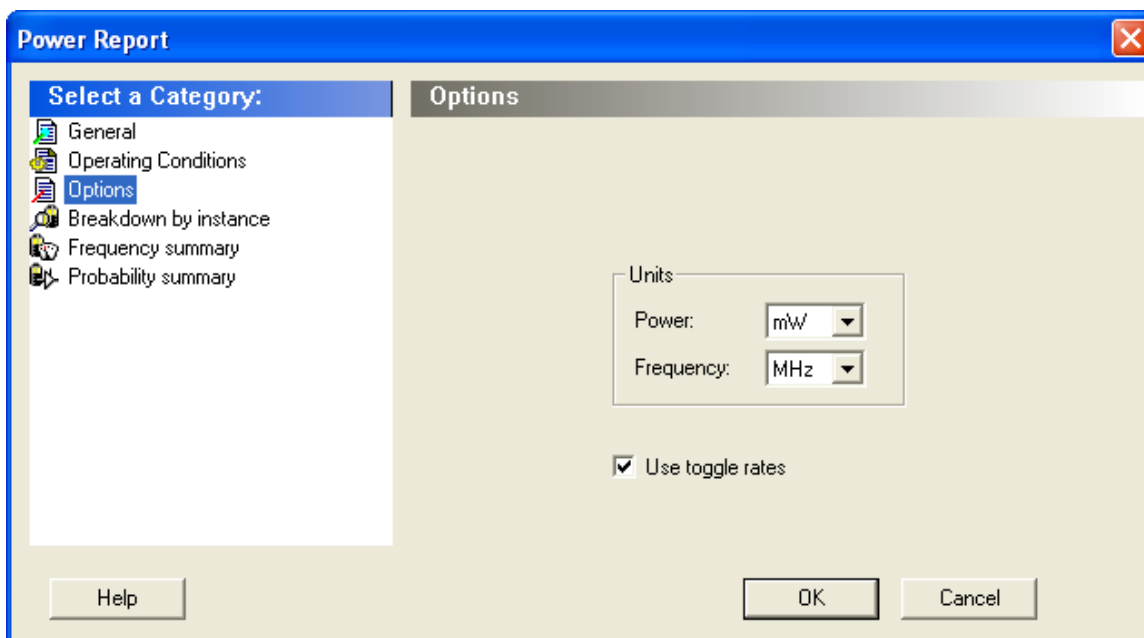 Power Report
Select a Category:
General
Operating Conditions
Options
Breakdown by instance
Frequency summary
Probability summary
Options
Units
Power: mW
Frequency: MHz
Use toggle rates
Help
OK
Cancel